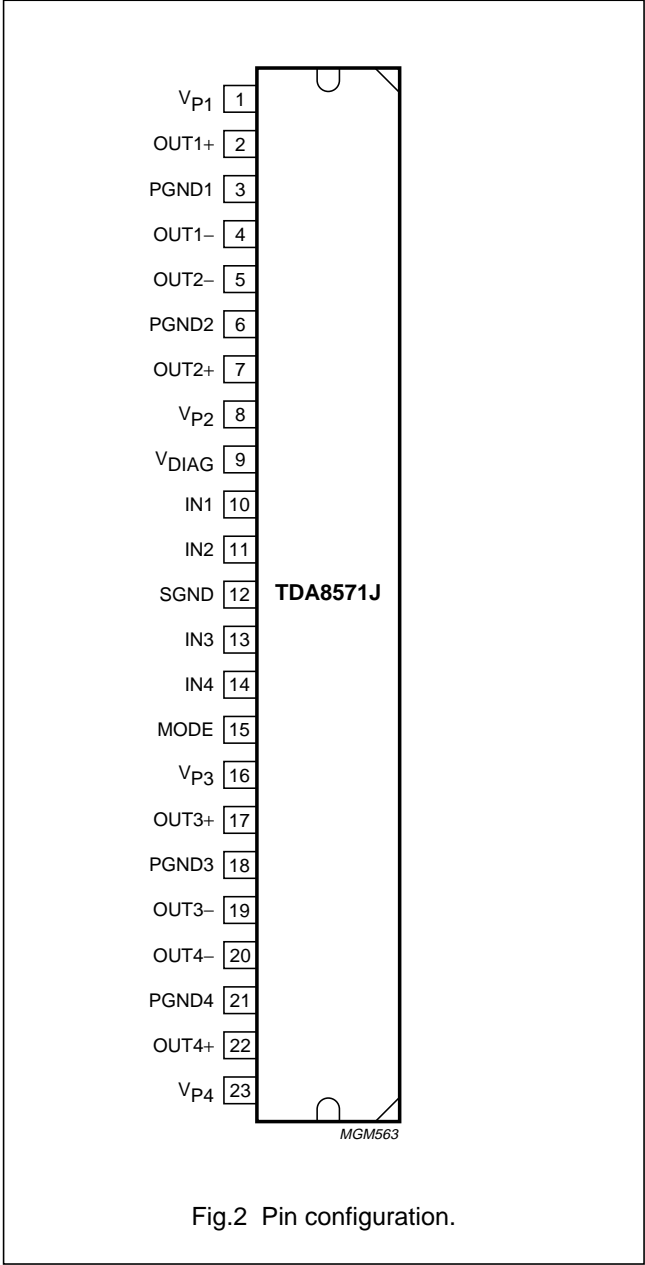 VP1 1
OUT1+ 2
PGND1 3
OUT1− 4
OUT2− 5
PGND2 6
OUT2+ 7
VP2 8
VDIAG 9
IN1 10
IN2 11
SGND 12 TDA8571J
IN3 13
IN4 14
MODE 15
VP3 16
OUT3+ 17
PGND3 18
OUT3− 19
OUT4− 20
PGND4 21
OUT4+ 22
VP4 23
MGM563
Fig.2 Pin configuration.